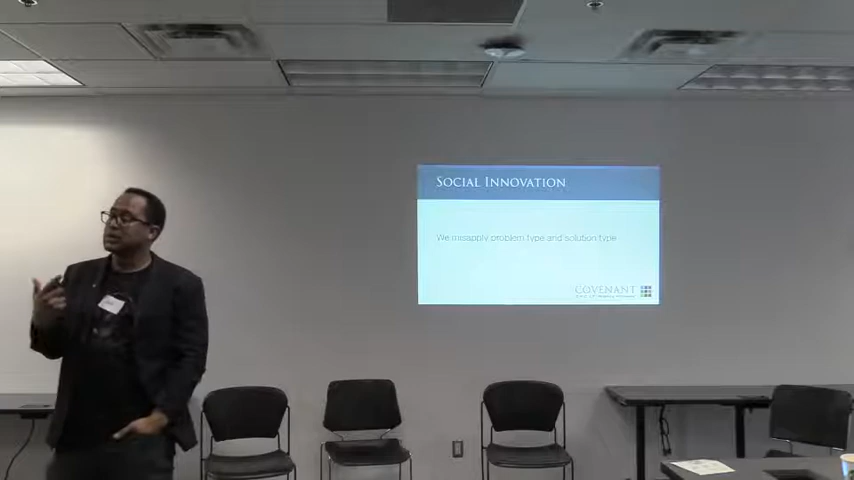 SOCIAL INNOVATION
We misapply problem type and solution type
COVENANT